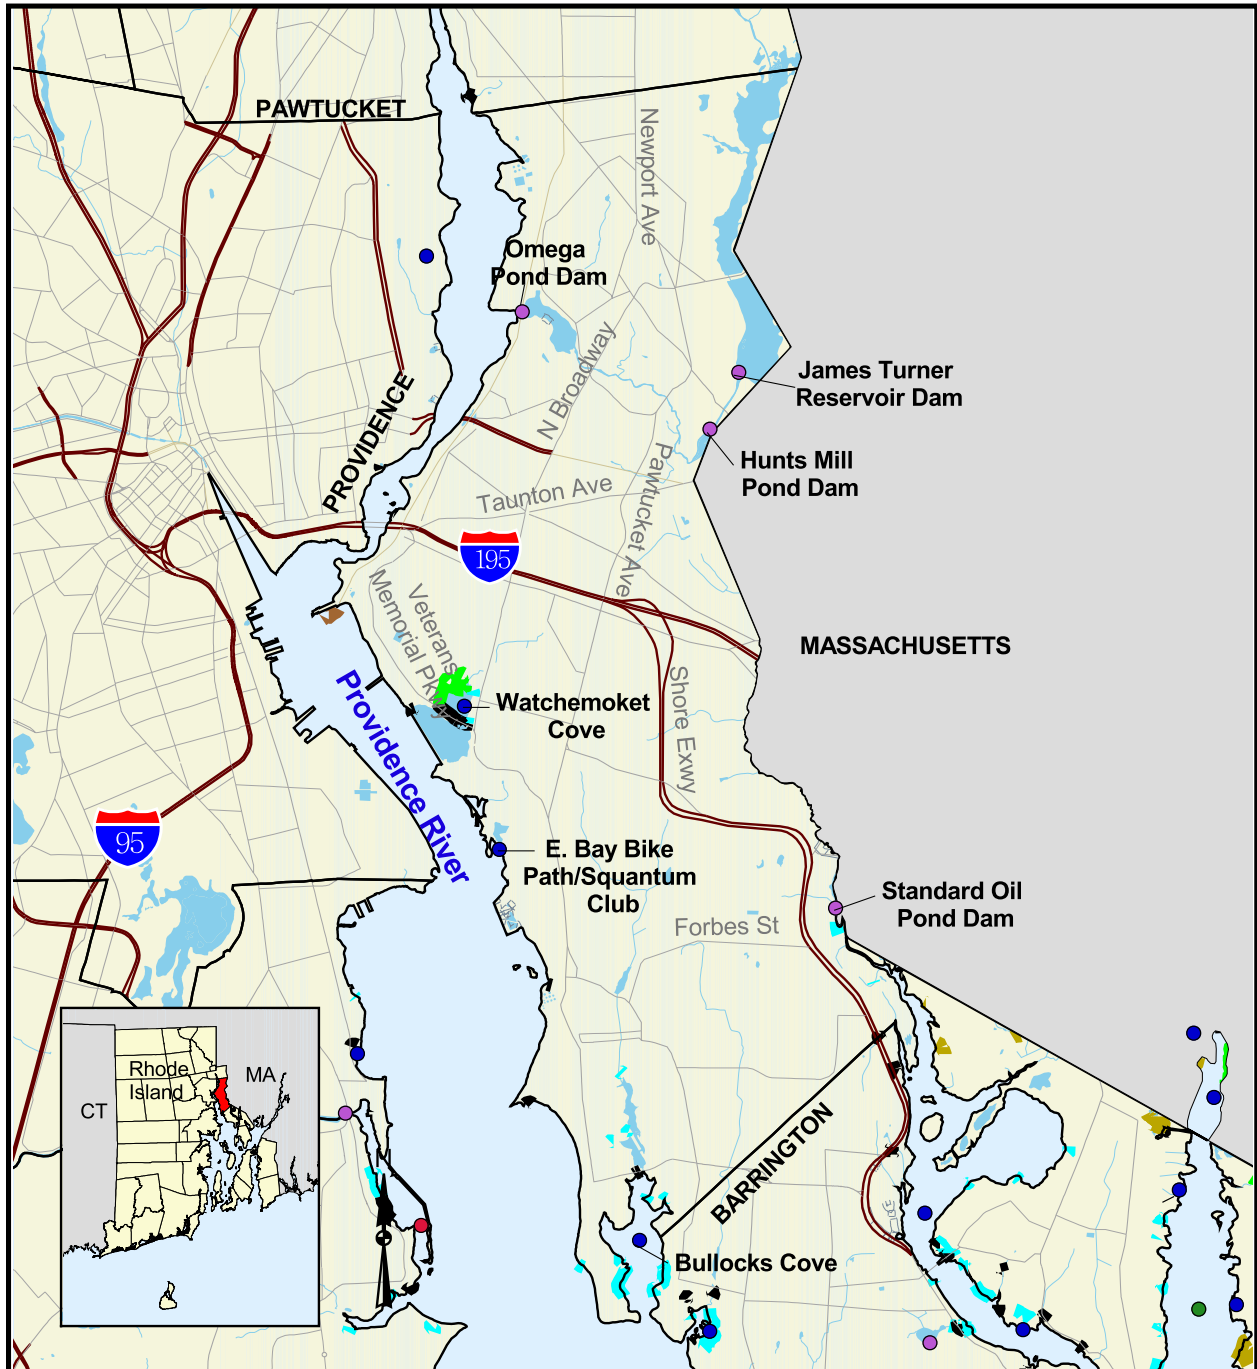 PAWTUCKET
Newport Ave
Omega
Pond Dam
N Broadway
James Turner
Reservoir Dam
PROVIDENCE
Hunts Mill
Pond Dam
Pawtucket Ave
Taunton Ave
195
Veterans
Memorial Pkwy
MASSACHUSETTS
Shore Exwy
Watchemoket
Cove
Providence River
95
E. Bay Bike
Path/Squantum
Club
Standard Oil
Pond Dam
Forbes St
Rhode
Island
MA
CT
BARRINGTON
Bullocks Cove